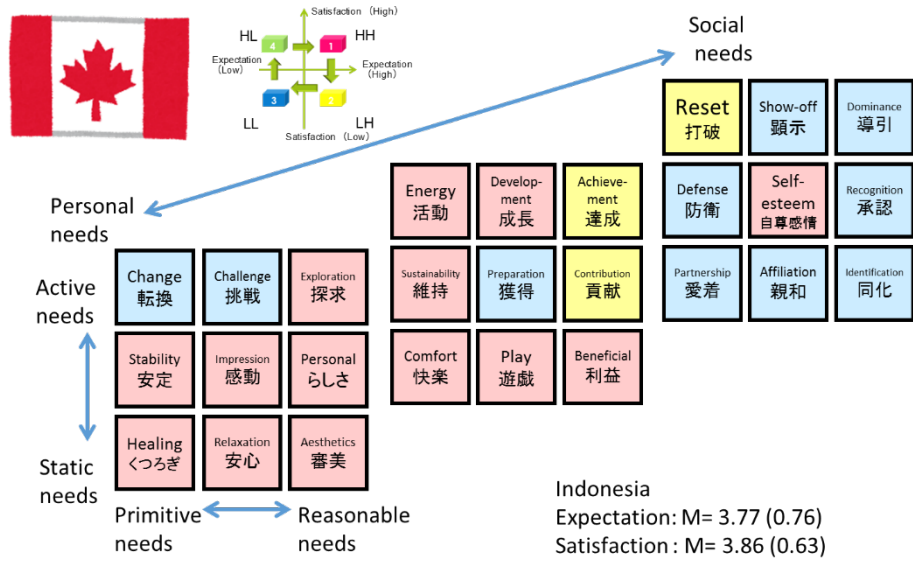 Satisfaction (High)
HL
HH
4
1
Expectation
(Low)
Expectation
(High)
3
2
LL
LH
Satisfaction (Low)
Social
needs
Personal
needs
Active
needs
Static
needs
Primitive
needs
Reasonable
needs
Change
転換
Challenge
挑戦
Exploration
探求
Stability
安定
Impression
感動
Personal
らしさ
Healing
くつろぎ
Relaxation
安心
Aesthetics
審美
Energy
活動
Develop-
ment
成長
Achieve-
ment
達成
Sustainability
維持
Preparation
獲得
Contribution
貢献
Comfort
快楽
Play
遊戯
Beneficial
利益
Reset
打破
Show-off
顕示
Dominance
導引
Defense
防衛
Self-
esteem
自尊感情
Recognition
承認
Partnership
愛着
Affiliation
親和
Identification
同化
Indonesia
Expectation: M= 3.77 (0.76)
Satisfaction : M= 3.86 (0.63)